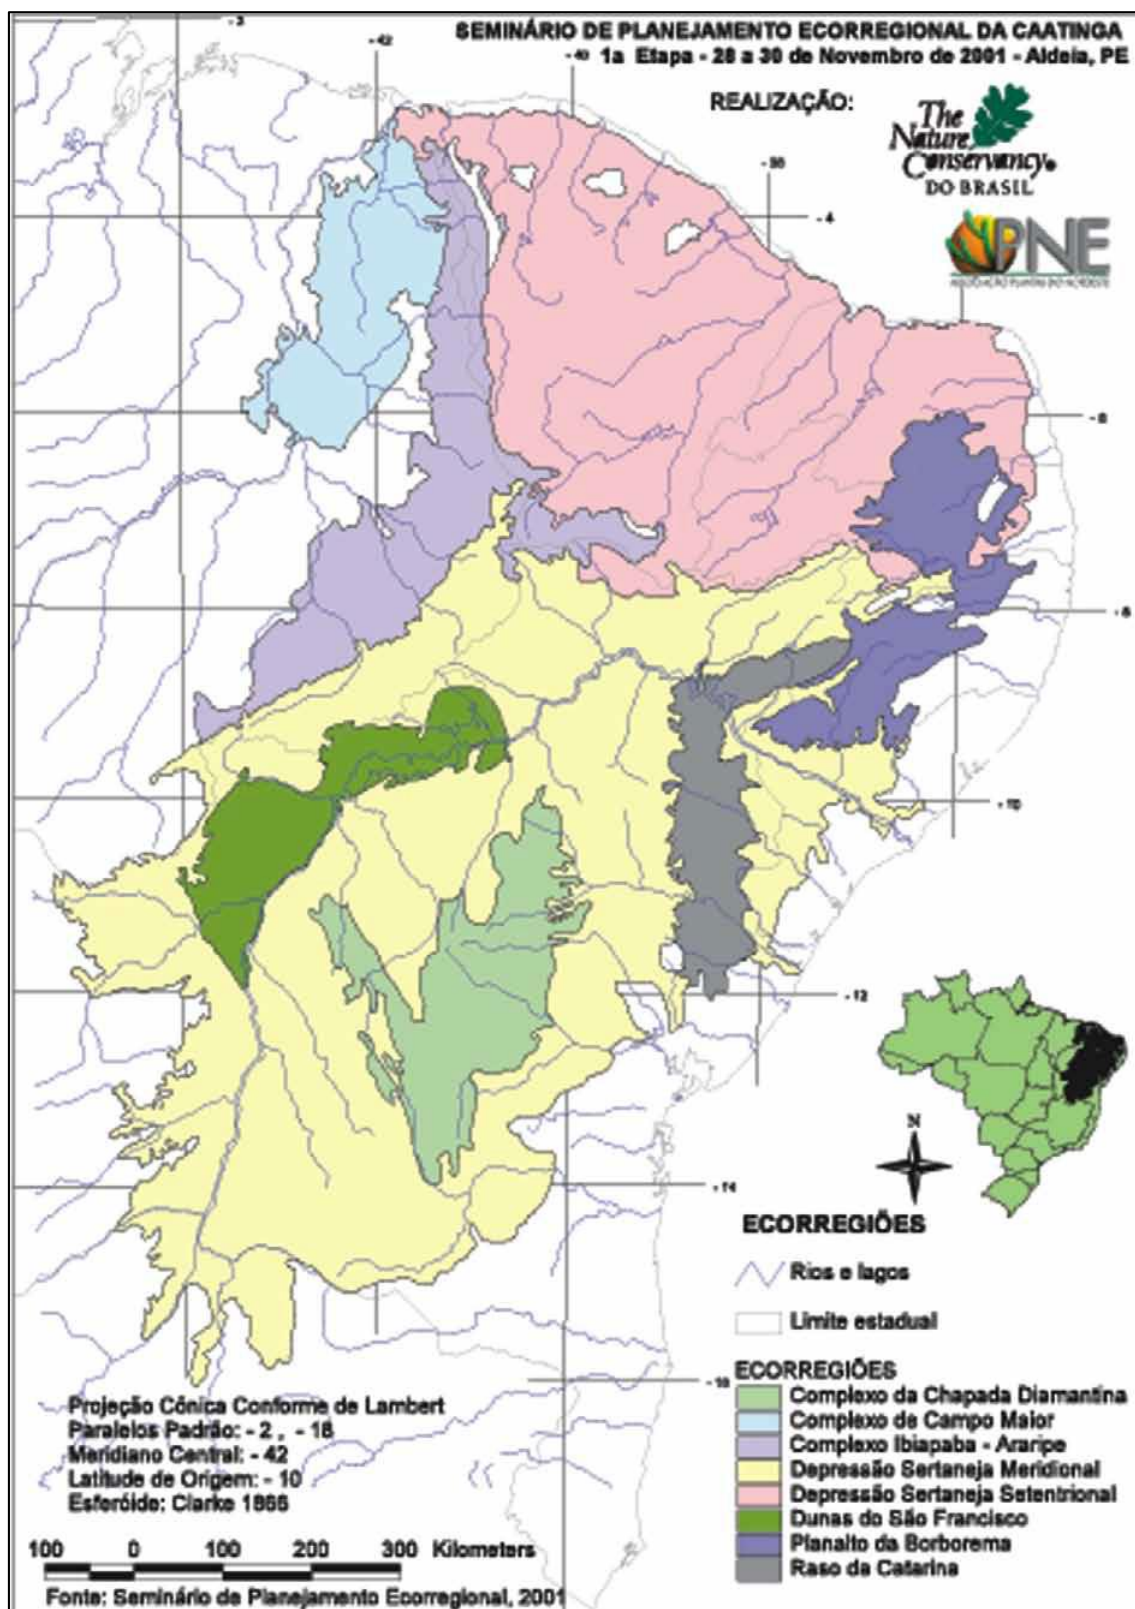 SEMINÁRIO DE PLANEJAMENTO ECORREGIONAL DA CAATINGA
1a Etapa - 28 a 30 de Novembro de 2001 - Aldeia, PE
REALIZAÇÃO:
The
Nature
Conservancy
DO BRASIL
PNE
ASSOCIAÇÃO PLANTAS DO NORDESTE
- 42
- 40
- 4
- 10
- 12
- 14
N
ECORREGIÕES
Rios e lagos
Limite estadual
ECORREGIÕES
Complexo da Chapada Diamantina
Complexo de Campo Maior
Complexo Ibiapaba - Araripe
Depressão Sertaneja Meridional
Depressão Sertaneja Setentrional
Dunas do São Francisco
Planalto da Borborema
Raso da Catarina
Projeção Cônica Conforme de Lambert
Paralelos Padrão: - 2 , - 18
Meridiano Central: - 42
Latitude de Origem: - 10
Esferóide: Clarke 1866
100 0 100 200 300 Kilometers
Fonte: Seminário de Planejamento Ecorregional, 2001